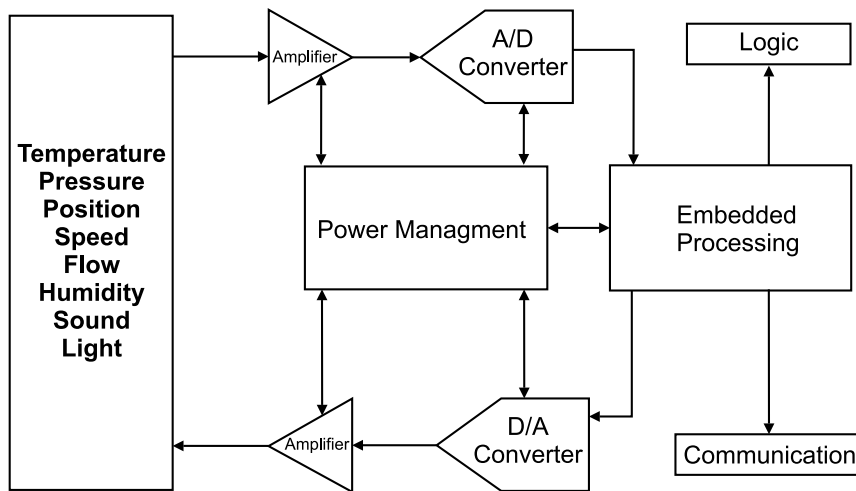 Temperature
Pressure
Position
Speed
Flow
Humidity
Sound
Light
Amplifier
A/D
Converter
Logic
Power Managment
Embedded
Processing
Amplifier
D/A
Converter
Communication